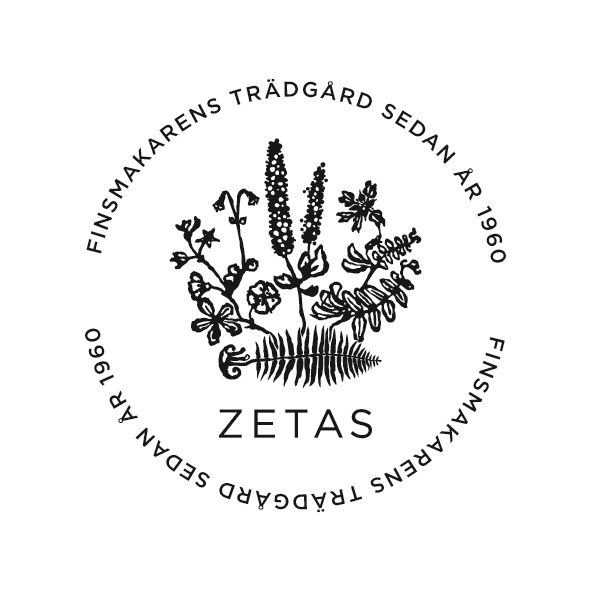 FINSMAKARENS TRÄDGÅRD SEDAN ÅR 1960
ZETAS
FINSMAKARENS TRÄDGÅRD SEDAN ÅR 1960